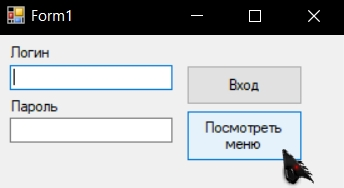 Form1
Логин
Вход
Пароль
Посмотреть
меню